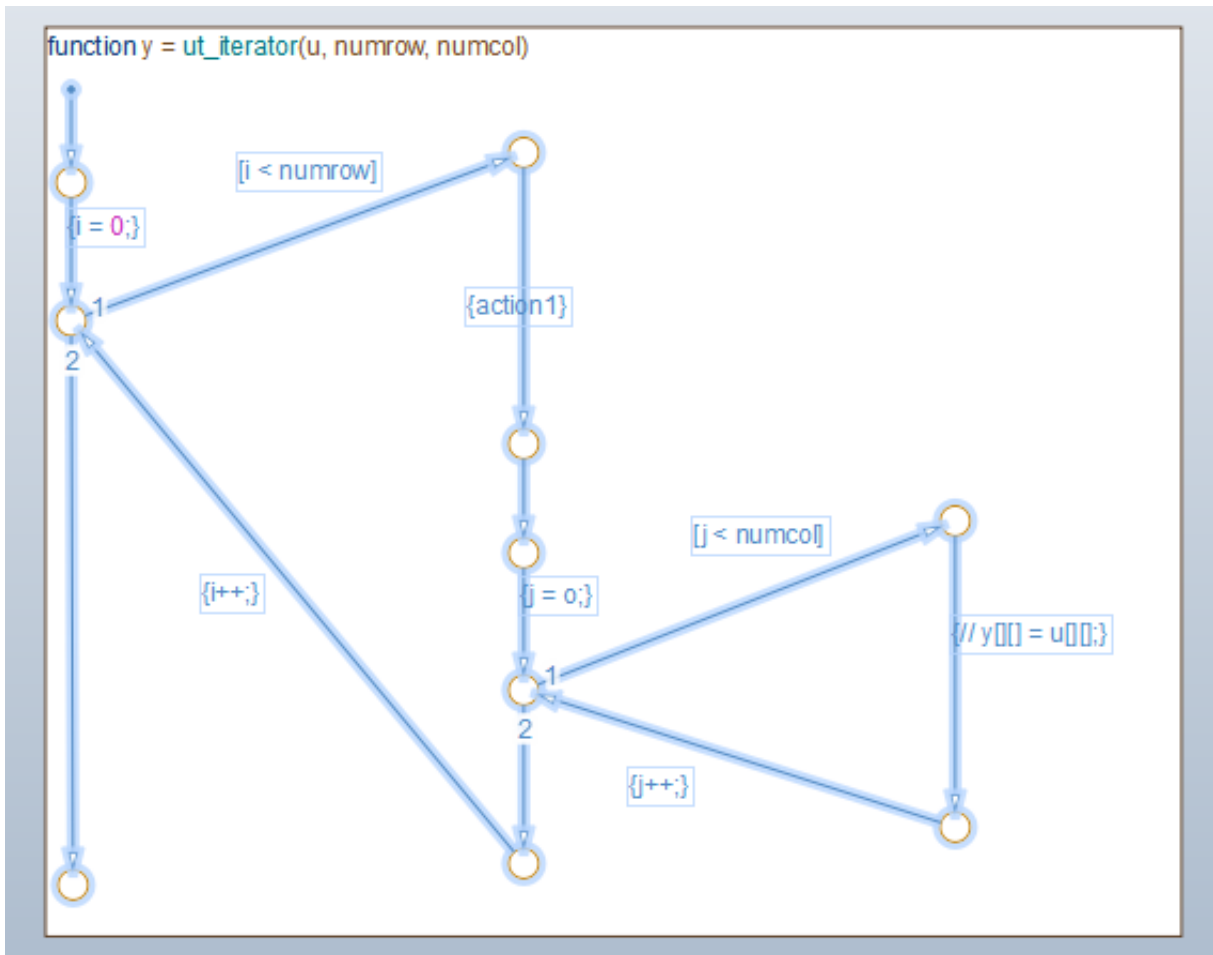 function y = ut_iterator(u, numrow, numcol)
[i < numrow]
{i = 0;}
1
{action1}
2
[j < numcol]
{i++;}
{j = o;}
{// y[][] = u[][];}
1
2
{j++;}